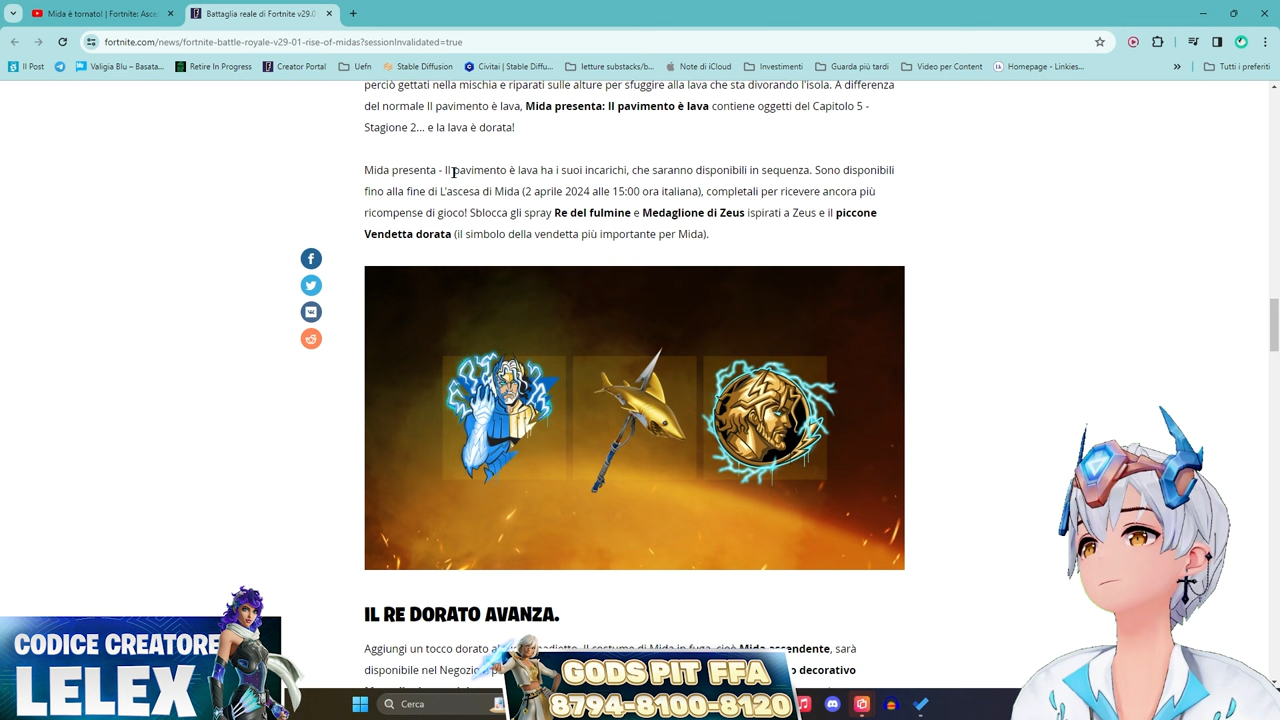 Mida è tornato! | Fortnite: Asce
Battaglia reale di Fortnite v29.0
fortnite.com/news/fortnite-battle-royale-v29-01-rise-of-midas?sessionInvalidated=true
Il Post
Valigia Blu – Basata...
Retire In Progress
Creator Portal
Uefn
Stable Diffusion
Civitai | Stable Diffu...
letture substacks/b...
Note di iCloud
Investimenti
Guarda più tardi
Video per Content
Homepage - Linkies...
»
Tutti i preferiti
perciò gettati nella mischia e riparati sulle alture per sfuggire alla lava che sta divorando l'isola. A differenza
del normale Il pavimento è lava, Mida presenta: Il pavimento è lava contiene oggetti del Capitolo 5 -
Stagione 2... e la lava è dorata!
Mida presenta - Il pavimento è lava ha i suoi incarichi, che saranno disponibili in sequenza. Sono disponibili
fino alla fine di L'ascesa di Mida (2 aprile 2024 alle 15:00 ora italiana), completali per ricevere ancora più
ricompense di gioco! Sblocca gli spray Re del fulmine e Medaglione di Zeus ispirati a Zeus e il piccone
Vendetta dorata (il simbolo della vendetta più importante per Mida).
IL RE DORATO AVANZA.
Aggiungi un tocco dorato al
Mida ascendente, sarà
disponibile nel Negozio
decorativo
CODICE CREATORE
LELEX
GODS PIT FFA
8794-8100-8120
Cerca